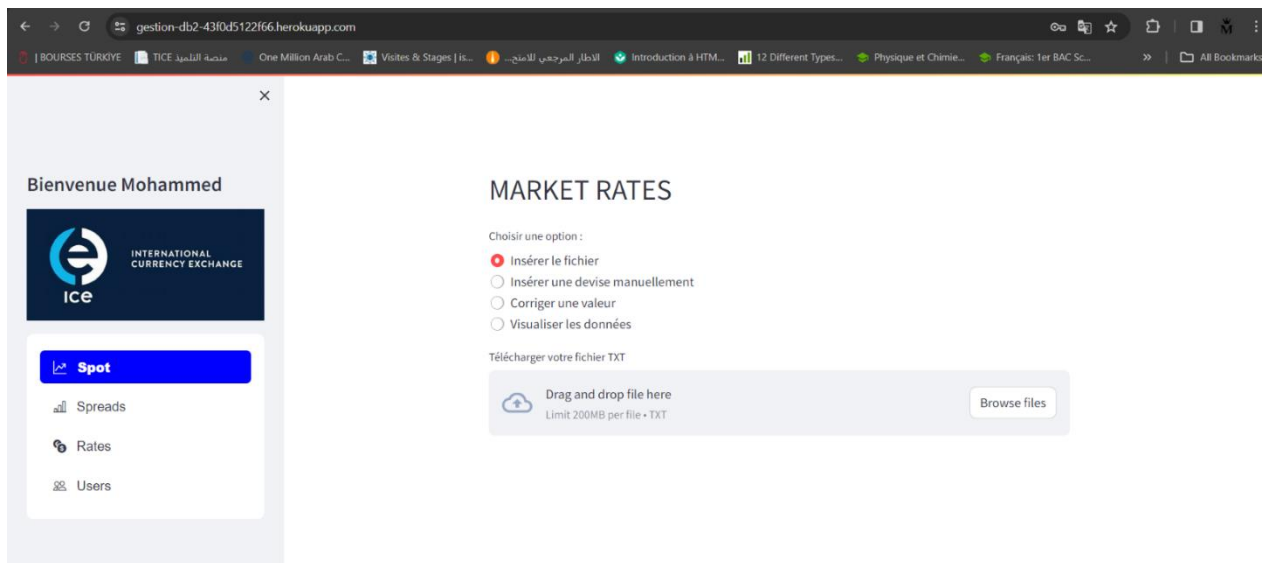 gestion-db2-43f0d5122f66.herokuapp.com
| BOURSES TÜRKİYE TICE منصة التلميذ One Million Arab C... Visites & Stages | is... الاطار المرجعي للامتح... Introduction à HTM... 12 Different Types... Physique et Chimie... Français: 1er BAC Sc... » All Bookmarks
Bienvenue Mohammed
INTERNATIONAL
CURRENCY EXCHANGE
ice
Spot
Spreads
Rates
Users
MARKET RATES
Choisir une option :
Insérer le fichier
Insérer une devise manuellement
Corriger une valeur
Visualiser les données
Télécharger votre fichier TXT
Drag and drop file here
Limit 200MB per file • TXT
Browse files